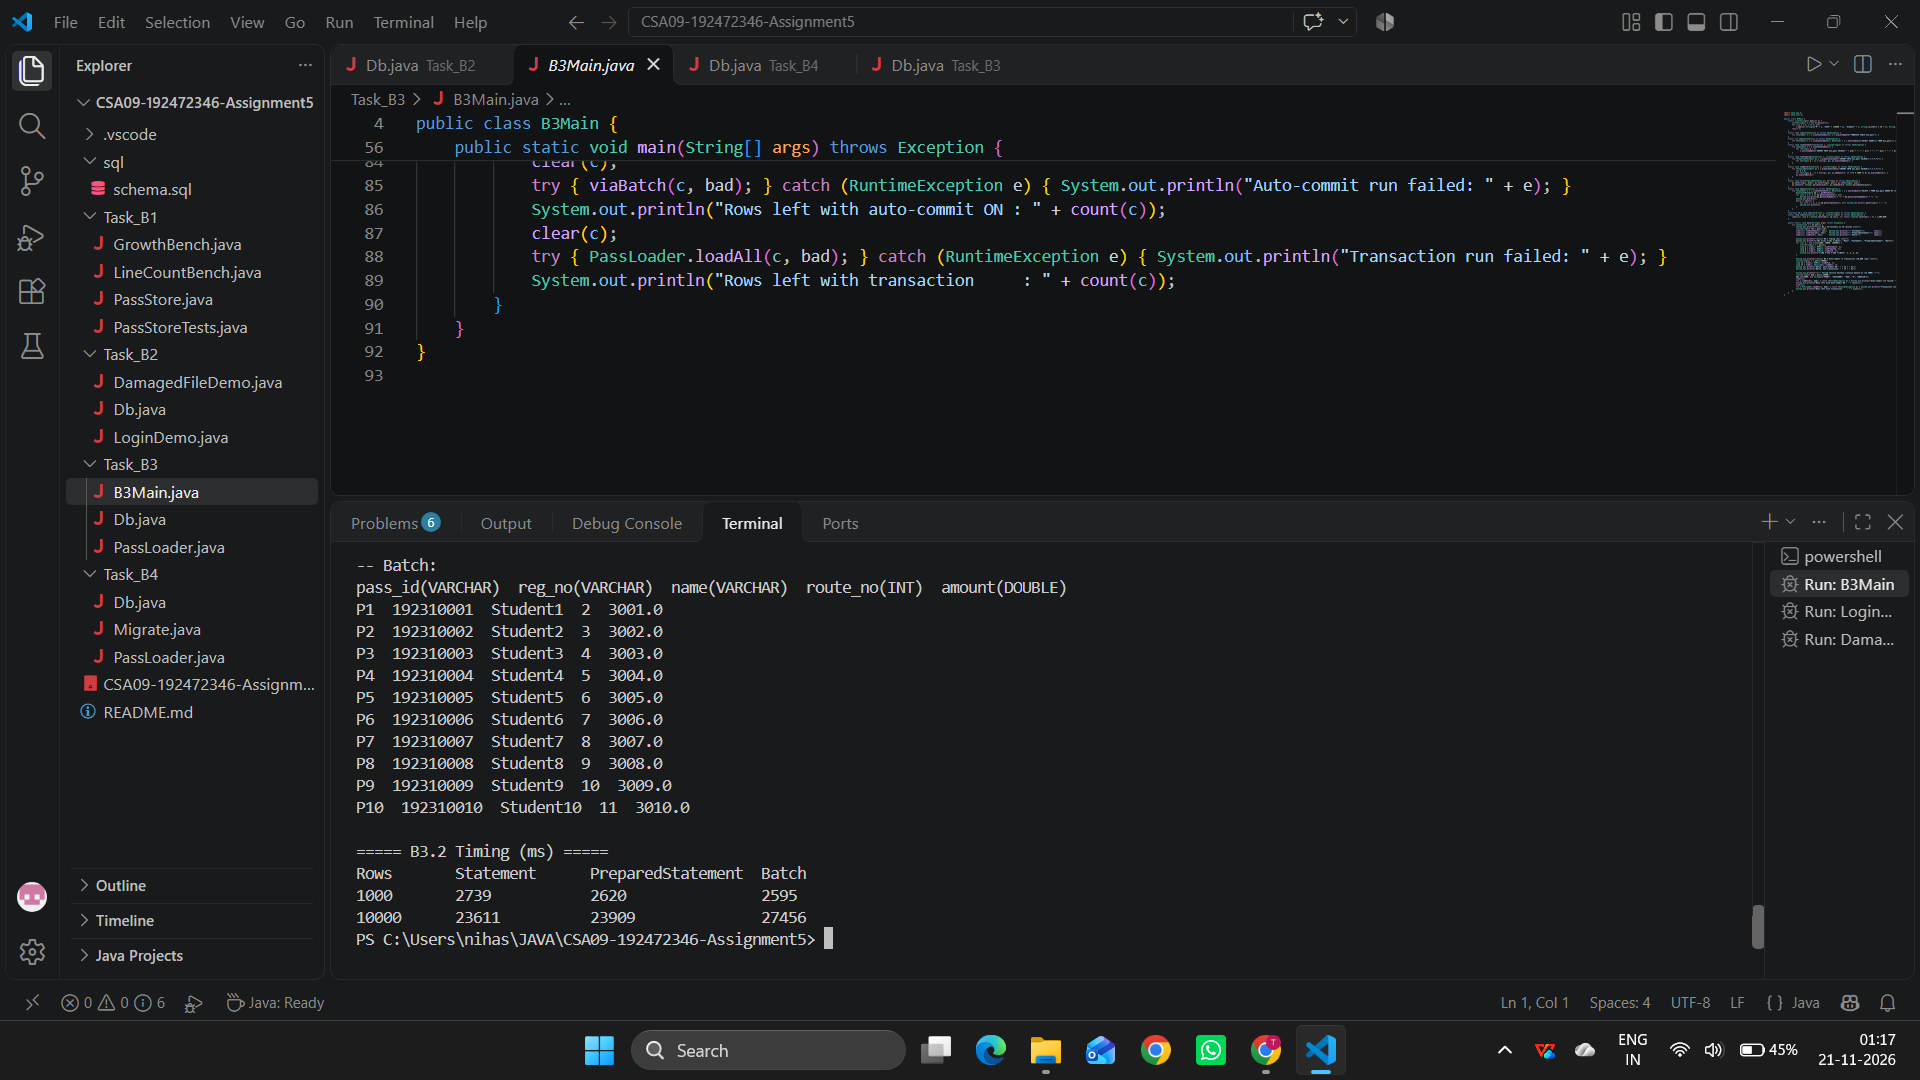 File Edit Selection View Go Run Terminal Help
CSA09-192472346-Assignment5
Explorer
CSA09-192472346-Assignment5
.vscode
sql
schema.sql
Task_B1
GrowthBench.java
LineCountBench.java
PassStore.java
PassStoreTests.java
Task_B2
DamagedFileDemo.java
Db.java
LoginDemo.java
Task_B3
B3Main.java
Db.java
PassLoader.java
Task_B4
Db.java
Migrate.java
PassLoader.java
CSA09-192472346-Assignm...
README.md
Outline
Timeline
Java Projects
Db.java Task_B2
B3Main.java
Db.java Task_B4
Db.java Task_B3
Task_B3 > B3Main.java > ...
4 public class B3Main {
56 public static void main(String[] args) throws Exception {
84 clear(c);
85 try { viaBatch(c, bad); } catch (RuntimeException e) { System.out.println("Auto-commit run failed: " + e); }
86 System.out.println("Rows left with auto-commit ON : " + count(c));
87 clear(c);
88 try { PassLoader.loadAll(c, bad); } catch (RuntimeException e) { System.out.println("Transaction run failed: " + e); }
89 System.out.println("Rows left with transaction     : " + count(c));
90 }
91 }
92 }
93
Problems 6 Output Debug Console Terminal Ports
-- Batch:
pass_id(VARCHAR)  reg_no(VARCHAR)  name(VARCHAR)  route_no(INT)  amount(DOUBLE)
P1  192310001  Student1  2  3001.0
P2  192310002  Student2  3  3002.0
P3  192310003  Student3  4  3003.0
P4  192310004  Student4  5  3004.0
P5  192310005  Student5  6  3005.0
P6  192310006  Student6  7  3006.0
P7  192310007  Student7  8  3007.0
P8  192310008  Student8  9  3008.0
P9  192310009  Student9  10  3009.0
P10  192310010  Student10  11  3010.0
===== B3.2 Timing (ms) =====
Rows       Statement      PreparedStatement  Batch
1000       2739           2620               2595
10000      23611          23909              27456
PS C:\Users\nihas\JAVA\CSA09-192472346-Assignment5>
powershell
Run: B3Main
Run: Login...
Run: Dama...
0 0 6 Java: Ready
Ln 1, Col 1 Spaces: 4 UTF-8 LF { } Java
Search
ENG
IN
45%
01:17
21-11-2026